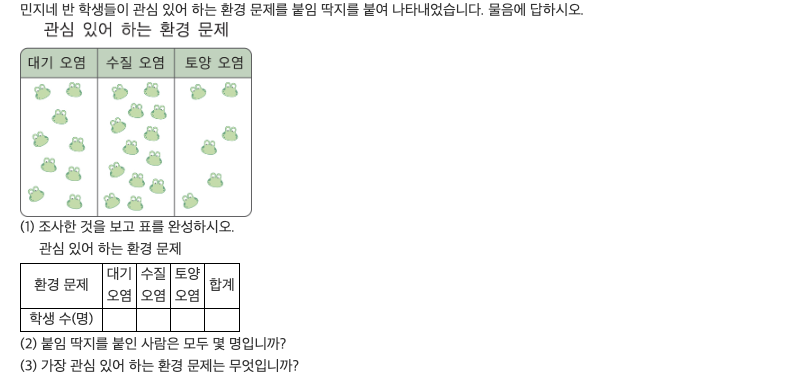 민지네 반 학생들이 관심 있어 하는 환경 문제를 붙임 딱지를 붙여 나타내었습니다. 물음에 답하시오.
관심 있어 하는 환경 문제
대기 오염 수질 오염 토양 오염
(1) 조사한 것을 보고 표를 완성하시오.
관심 있어 하는 환경 문제
환경 문제 대기 오염 수질 오염 토양 오염 합계
학생 수(명)
(2) 붙임 딱지를 붙인 사람은 모두 몇 명입니까?
(3) 가장 관심 있어 하는 환경 문제는 무엇입니까?